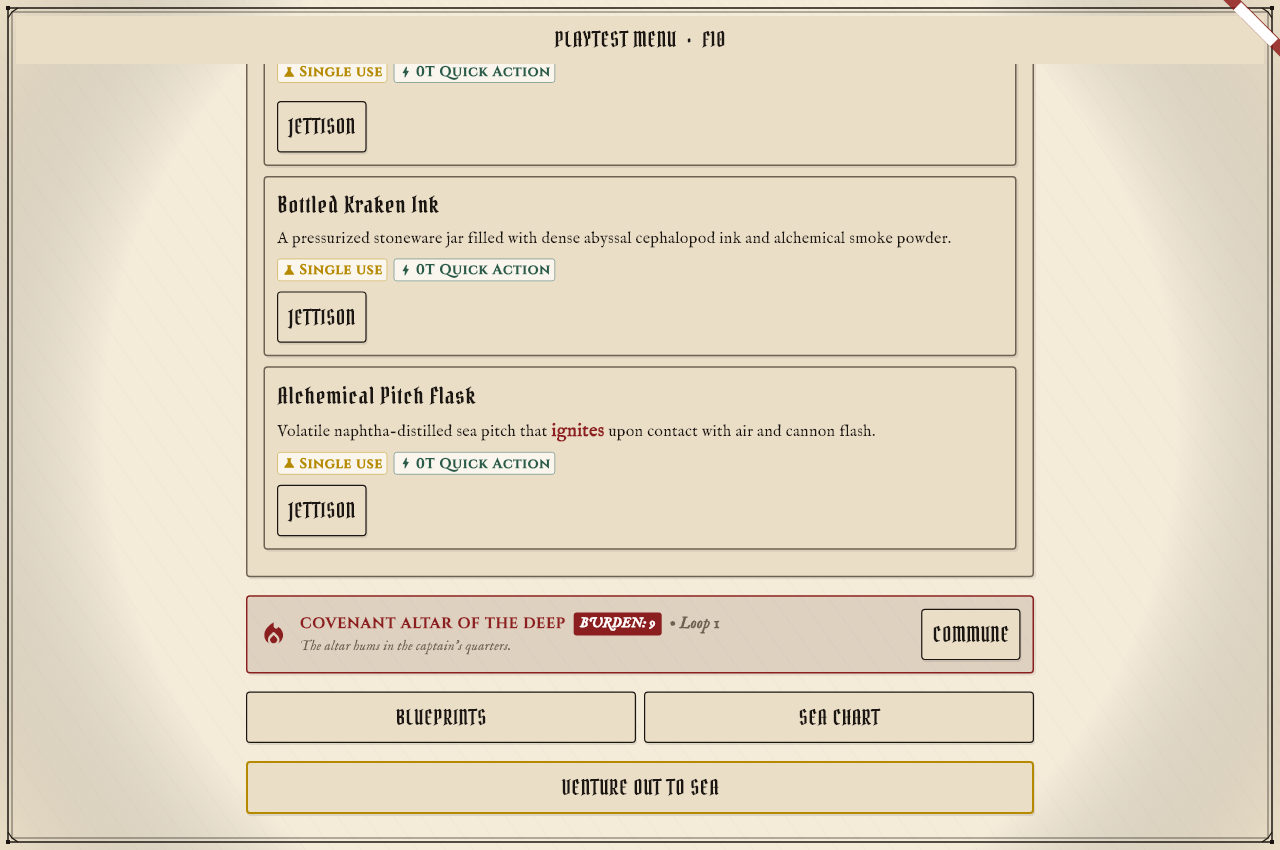 PLAYTEST MENU · F10
SINGLE USE 0T QUICK ACTION
JETTISON
Bottled Kraken Ink
A pressurized stoneware jar filled with dense abyssal cephalopod ink and alchemical smoke powder.
SINGLE USE 0T QUICK ACTION
JETTISON
Alchemical Pitch Flask
Volatile naphtha-distilled sea pitch that ignites upon contact with air and cannon flash.
SINGLE USE 0T QUICK ACTION
JETTISON
COVENANT ALTAR OF THE DEEP BURDEN: 9 • Loop 1
The altar hums in the captain's quarters.
COMMUNE
BLUEPRINTS SEA CHART
VENTURE OUT TO SEA